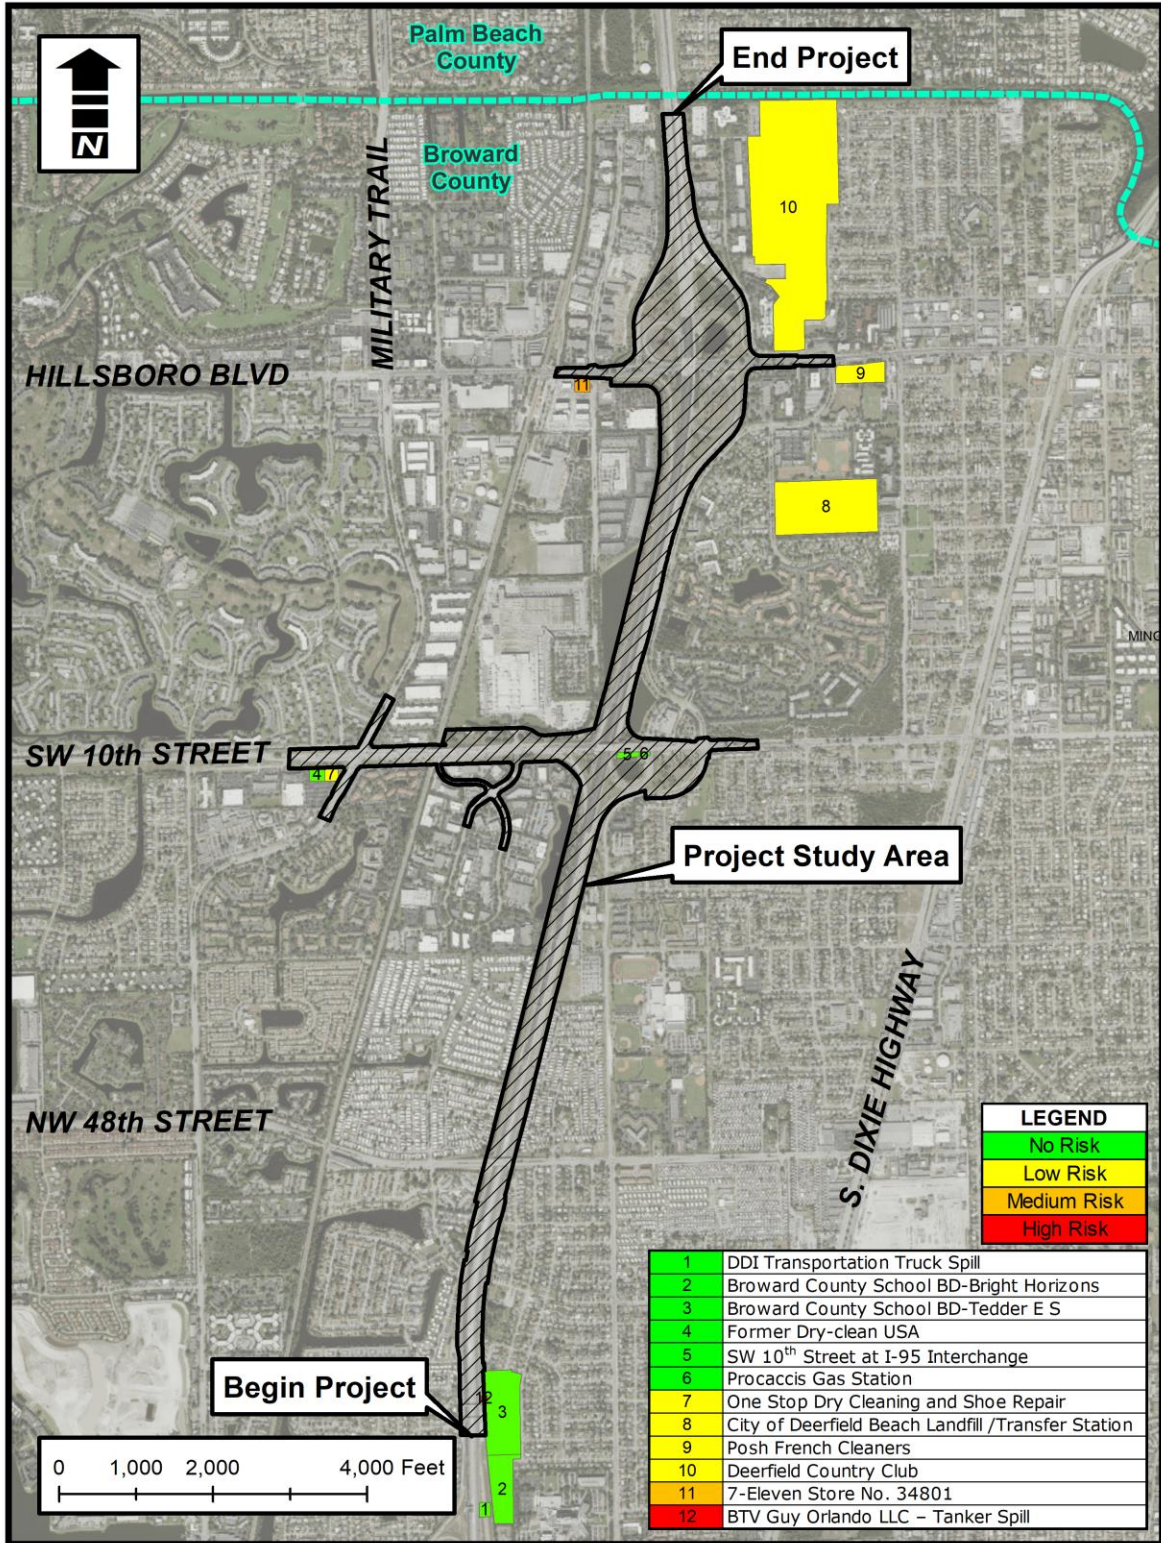 Palm Beach
County
End Project
N
Broward
County
MILITARY TRAIL
10
HILLSBORO BLVD
11
9
8
MINO
SW 10th STREET
5 6
4 7
Project Study Area
S. DIXIE HIGHWAY
NW 48th STREET
LEGEND
No Risk
Low Risk
Medium Risk
High Risk
Begin Project
12
3
2
1
0 1,000 2,000 4,000 Feet
1 DDI Transportation Truck Spill
2 Broward County School BD-Bright Horizons
3 Broward County School BD-Tedder E S
4 Former Dry-clean USA
5 SW 10th Street at I-95 Interchange
6 Procaccis Gas Station
7 One Stop Dry Cleaning and Shoe Repair
8 City of Deerfield Beach Landfill /Transfer Station
9 Posh French Cleaners
10 Deerfield Country Club
11 7-Eleven Store No. 34801
12 BTV Guy Orlando LLC – Tanker Spill